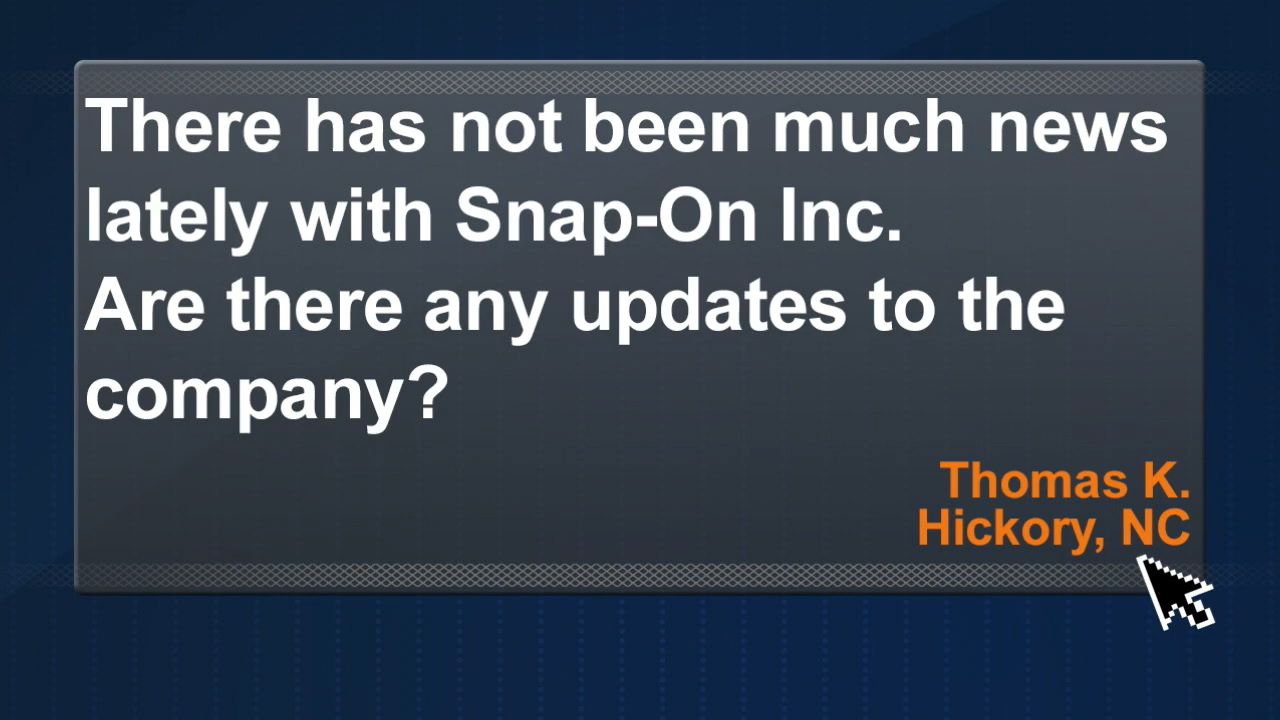 There has not been much news
lately with Snap-On Inc.
Are there any updates to the
company?
Thomas K.
Hickory, NC